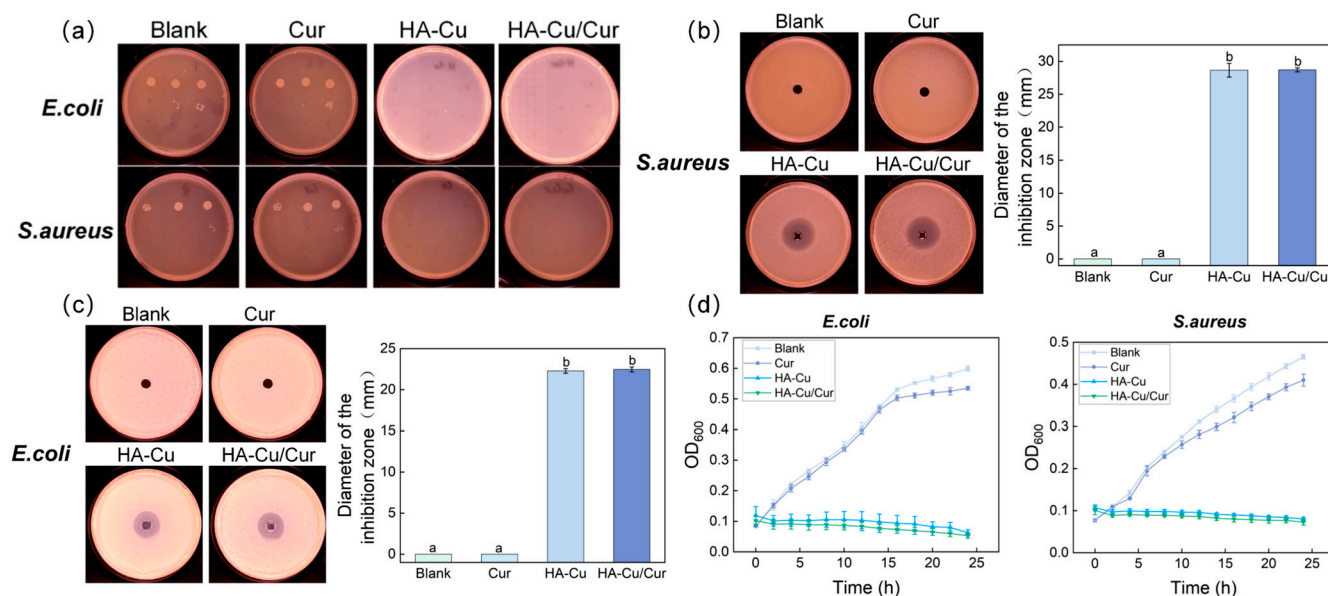 (a)
Blank Cur HA-Cu HA-Cu/Cur
E.coli
S.aureus
(b)
Blank Cur
S.aureus
HA-Cu HA-Cu/Cur
Diameter of the
inhibition zone（mm）
30
25
20
15
10
5
0
a a b b
Blank Cur HA-Cu HA-Cu/Cur
(c)
Blank Cur
E.coli
HA-Cu HA-Cu/Cur
Diameter of the
inhibition zone（mm）
25
20
15
10
5
0
a a b b
Blank Cur HA-Cu HA-Cu/Cur
(d)
E.coli
Blank
Cur
HA-Cu
HA-Cu/Cur
OD600
0.7
0.6
0.5
0.4
0.3
0.2
0.1
0.0
0 5 10 15 20 25
Time (h)
S.aureus
Blank
Cur
HA-Cu
HA-Cu/Cur
OD600
0.5
0.4
0.3
0.2
0.1
0.0
0 5 10 15 20 25
Time (h)